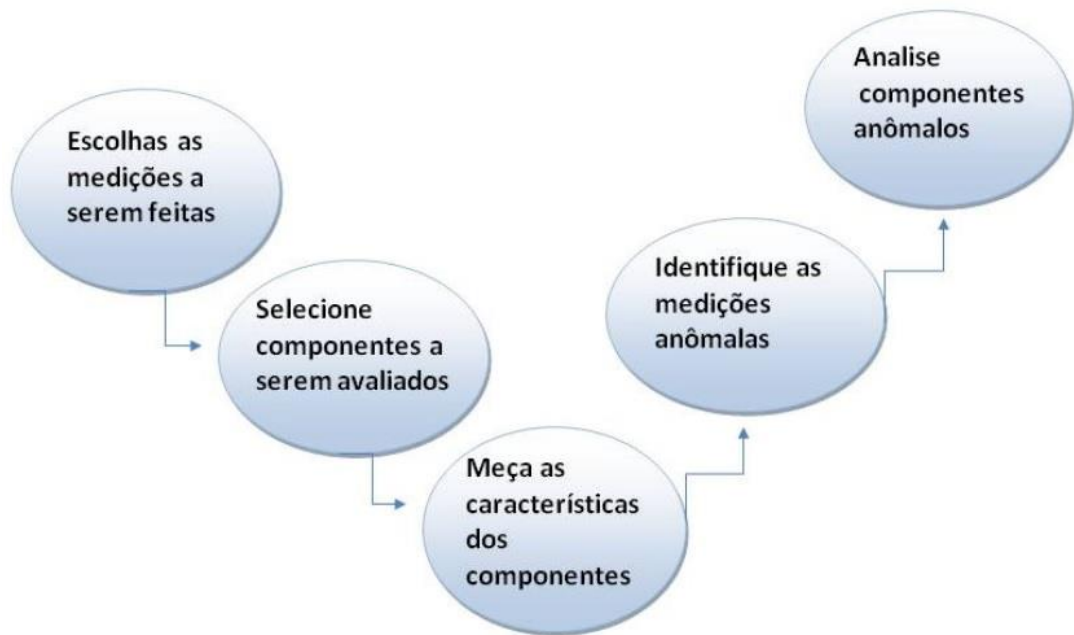 Escolhas as
medições a
serem feitas
Selecione
componentes a
serem avaliados
Meça as
características
dos
componentes
Identifique as
medições
anômalas
Analise
componentes
anômalos